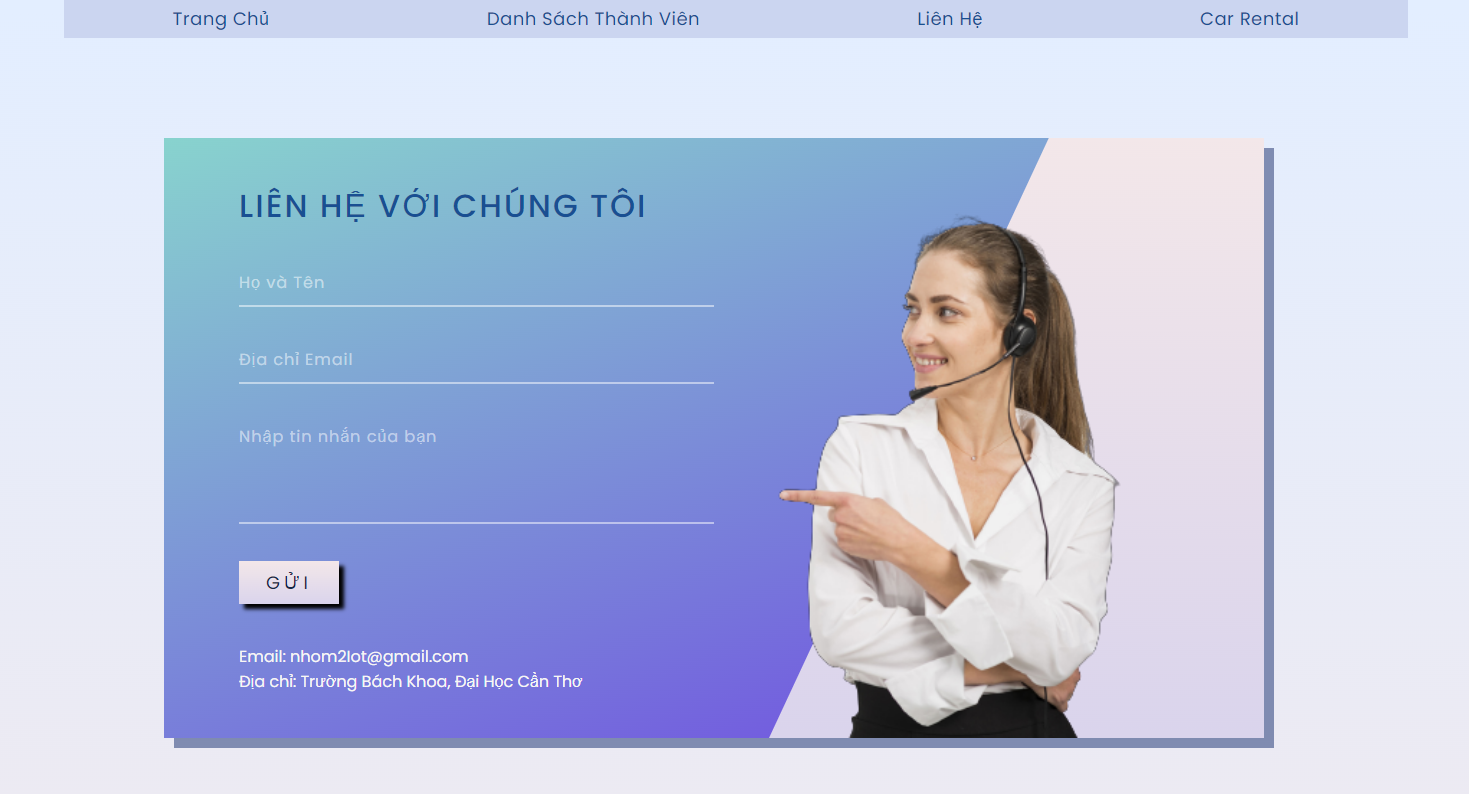 Trang Chủ Danh Sách Thành Viên Liên Hệ Car Rental
LIÊN HỆ VỚI CHÚNG TÔI
Họ và Tên
Địa chỉ Email
Nhập tin nhắn của bạn
GỬI
Email: nhom2Iot@gmail.com
Địa chỉ: Trường Bách Khoa, Đại Học Cần Thơ